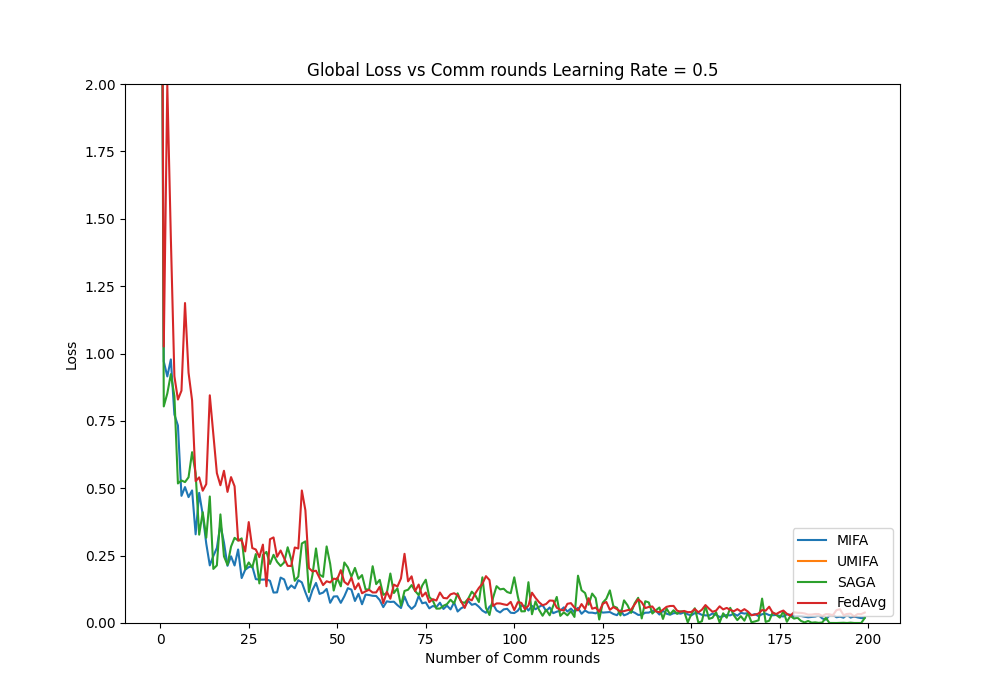 Global Loss vs Comm rounds Learning Rate = 0.5
2.00
1.75
1.50
1.25
1.00
0.75
0.50
0.25
0.00
Loss
MIFA
UMIFA
SAGA
FedAvg
0 25 50 75 100 125 150 175 200
Number of Comm rounds